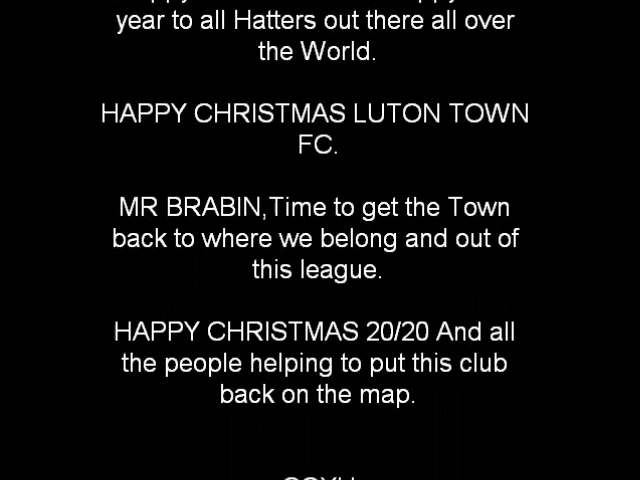 year to all Hatters out there all over
the World.
HAPPY CHRISTMAS LUTON TOWN
FC.
MR BRABIN,Time to get the Town
back to where we belong and out of
this league.
HAPPY CHRISTMAS 20/20 And all
the people helping to put this club
back on the map.